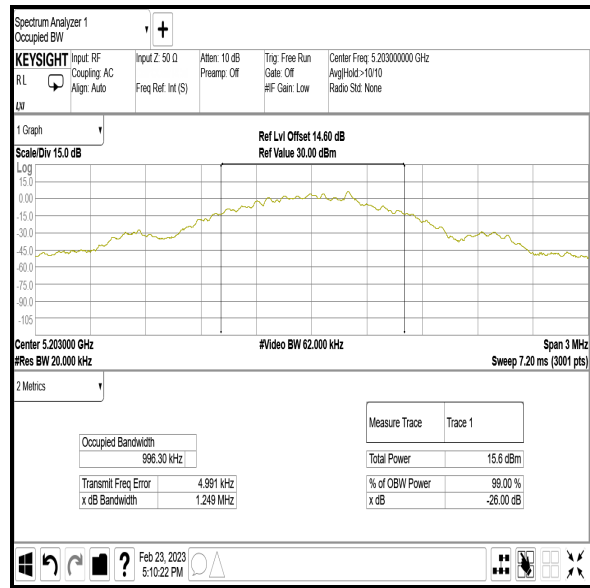 Spectrum Analyzer 1
Occupied BW
KEYSIGHT
RL
LXI
Input: RF
Coupling: AC
Align: Auto
Input Z: 50 Ω
Freq Ref: Int (S)
Atten: 10 dB
Preamp: Off
Trig: Free Run
Gate: Off
#IF Gain: Low
Center Freq: 5.203000000 GHz
Avg|Hold:>10/10
Radio Std: None
1 Graph
Scale/Div 15.0 dB
Ref Lvl Offset 14.60 dB
Ref Value 30.00 dBm
Log
15.0
0.00
-15.0
-30.0
-45.0
-60.0
-75.0
-90.0
-105
Center 5.203000 GHz
#Video BW 62.000 kHz
Span 3 MHz
#Res BW 20.000 kHz
Sweep 7.20 ms (3001 pts)
2 Metrics
Occupied Bandwidth
996.30 kHz
Transmit Freq Error 4.991 kHz
x dB Bandwidth 1.249 MHz
Measure Trace Trace 1
Total Power 15.6 dBm
% of OBW Power 99.00 %
x dB -26.00 dB
?
Feb 23, 2023
5:10:22 PM